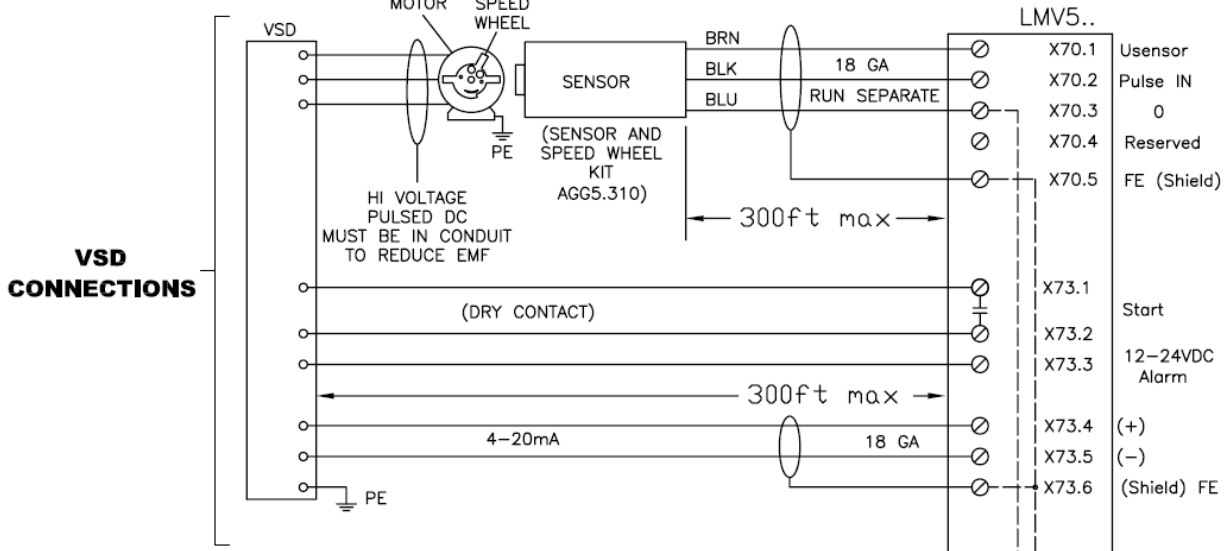 MOTOR SPEED
WHEEL
LMV5..
VSD
BRN
BLK
BLU
18 GA
RUN SEPARATE
SENSOR
X70.1 Usensor
X70.2 Pulse IN
X70.3 0
X70.4 Reserved
X70.5 FE (Shield)
PE
(SENSOR AND
SPEED WHEEL
KIT
AGG5.310)
HI VOLTAGE
PULSED DC
MUST BE IN CONDUIT
TO REDUCE EMF
300ft max
VSD
CONNECTIONS
(DRY CONTACT)
X73.1
Start
X73.2
X73.3
12-24VDC
Alarm
300ft max
4-20mA
18 GA
X73.4 (+)
X73.5 (-)
X73.6 (Shield) FE
PE